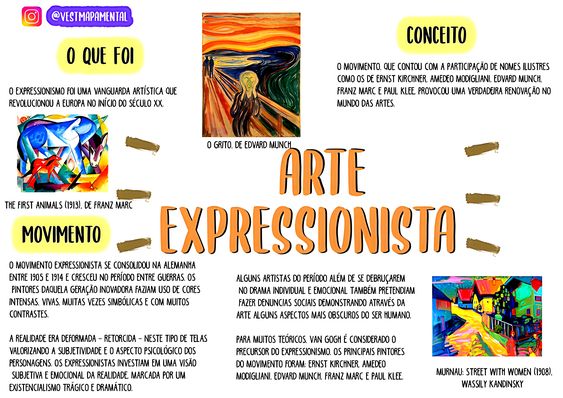 @VESTMAPAMENTAL
O QUE FOI
O EXPRESSIONISMO FOI UMA VANGUARDA ARTÍSTICA QUE
REVOLUCIONOU A EUROPA NO INÍCIO DO SÉCULO XX.
THE FIRST ANIMALS (1913), DE FRANZ MARC
O GRITO, DE EDVARD MUNCH
CONCEITO
O MOVIMENTO, QUE CONTOU COM A PARTICIPAÇÃO DE NOMES ILUSTRES
COMO OS DE ERNST KIRCHNER, AMEDEO MODIGLIANI, EDVARD MUNCH,
FRANZ MARC E PAUL KLEE, PROVOCOU UMA VERDADEIRA RENOVAÇÃO NO
MUNDO DAS ARTES.
ARTE
EXPRESSIONISTA
MOVIMENTO
O MOVIMENTO EXPRESSIONISTA SE CONSOLIDOU NA ALEMANHA
ENTRE 1905 E 1914 E CRESCEU NO PERÍODO ENTRE GUERRAS. OS
PINTORES DAQUELA GERAÇÃO INOVADORA FAZIAM USO DE CORES
INTENSAS, VIVAS, MUITAS VEZES SIMBÓLICAS E COM MUITOS
CONTRASTES.
A REALIDADE ERA DEFORMADA - RETORCIDA - NESTE TIPO DE TELAS
VALORIZANDO A SUBJETIVIDADE E O ASPECTO PSICOLÓGICO DOS
PERSONAGENS. OS EXPRESSIONISTAS INVESTIAM EM UMA VISÃO
SUBJETIVA E EMOCIONAL DA REALIDADE, MARCADA POR UM
EXISTENCIALISMO TRÁGICO E DRAMÁTICO.
ALGUNS ARTISTAS DO PERÍODO ALÉM DE SE DEBRUÇAREM
NO DRAMA INDIVIDUAL E EMOCIONAL TAMBÉM PRETENDIAM
FAZER DENUNCIAS SOCIAIS DEMONSTRANDO ATRAVÉS DA
ARTE ALGUNS ASPECTOS MAIS OBSCUROS DO SER HUMANO.
PARA MUITOS TEÓRICOS, VAN GOGH É CONSIDERADO O
PRECURSOR DO EXPRESSIONISMO. OS PRINCIPAIS PINTORES
DO MOVIMENTO FORAM: ERNST KIRCHNER, AMEDEO
MODIGLIANI, EDVARD MUNCH, FRANZ MARC E PAUL KLEE.
MURNAU: STREET WITH WOMEN (1908),
WASSILY KANDINSKY